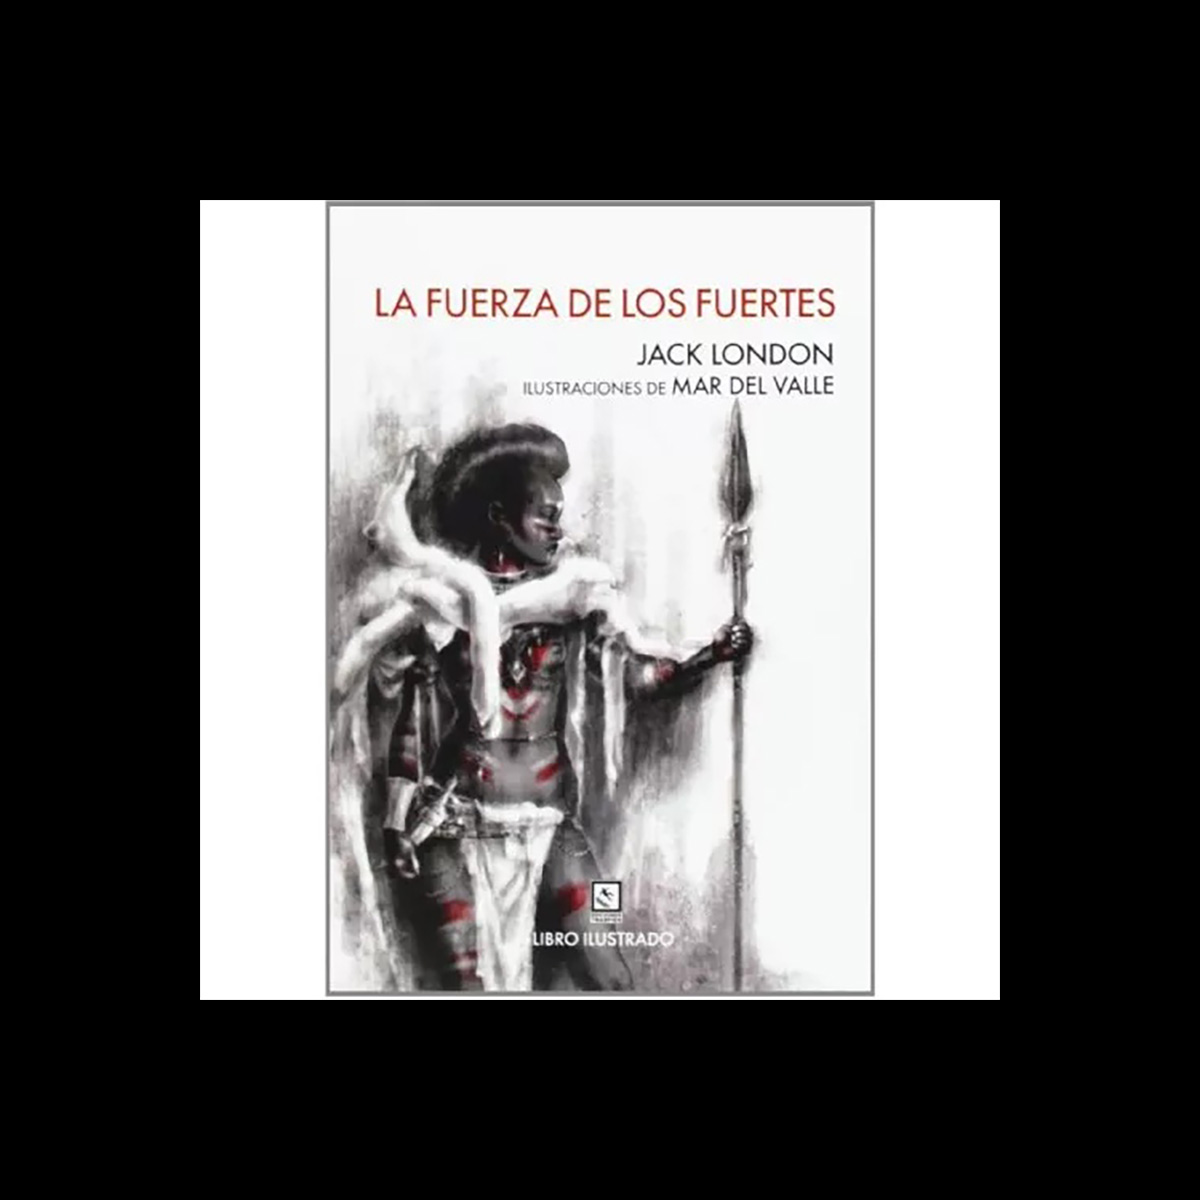 LA FUERZA DE LOS FUERTES
JACK LONDON
ILUSTRACIONES DE MAR DEL VALLE
LIBRO ILUSTRADO